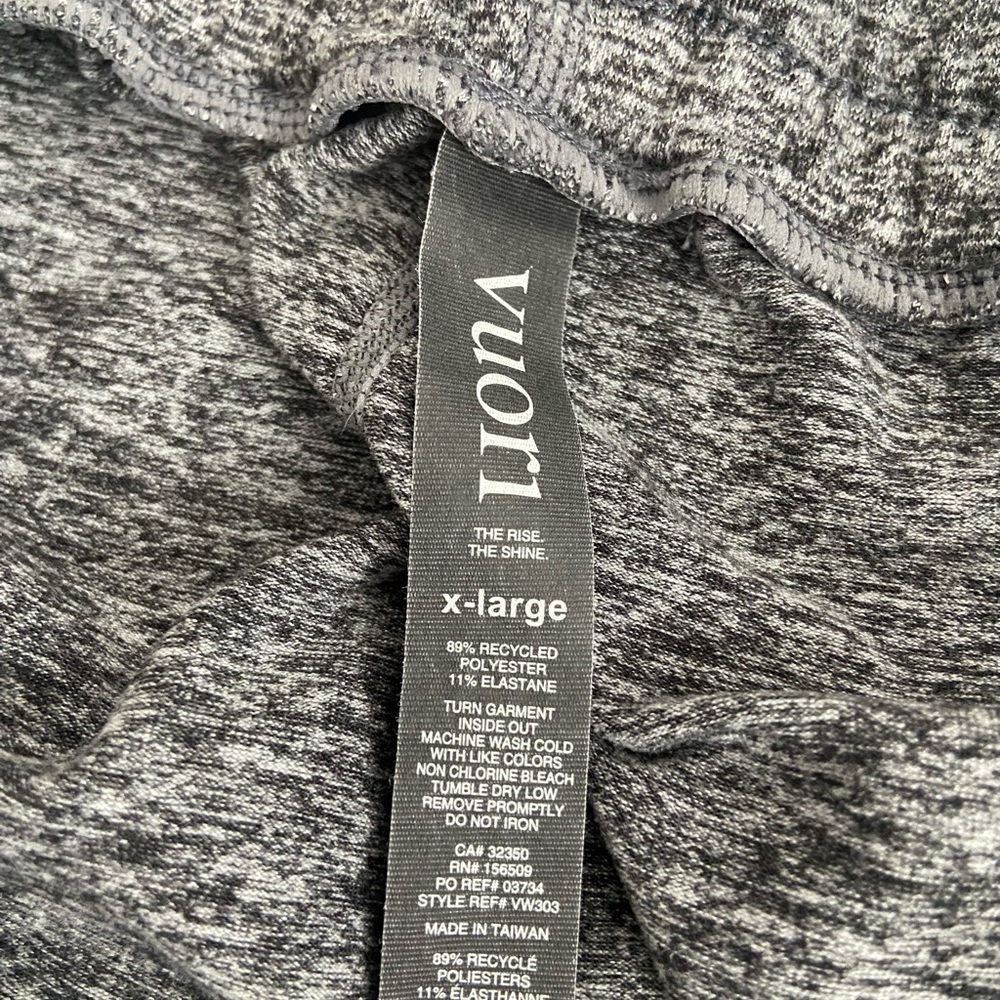 vuori
THE RISE.
THE SHINE.
x-large
89% RECYCLED
POLYESTER
11% ELASTANE
TURN GARMENT
INSIDE OUT
MACHINE WASH COLD
WITH LIKE COLORS
NON CHLORINE BLEACH
TUMBLE DRY LOW
REMOVE PROMPTLY
DO NOT IRON
CA# 32350
RN# 156509
PO REF# 03734
STYLE REF# VW303
MADE IN TAIWAN
89% RECYCLÉ
POLIESTERS
11% ÉLASTHANNE